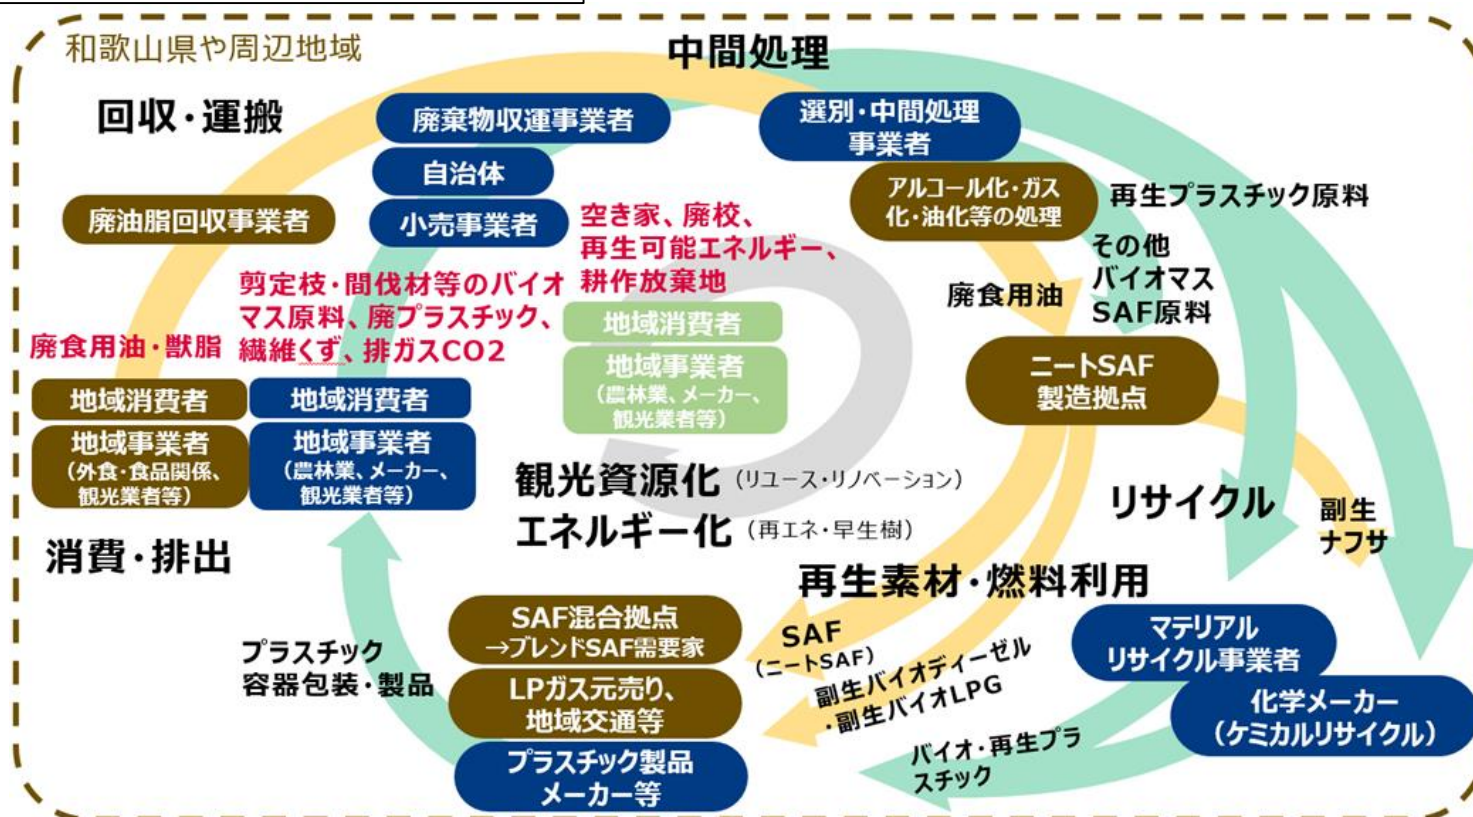 和歌山県や周辺地域
中間処理
回収・運搬
廃棄物収運事業者
自治体
小売事業者
選別・中間処理
事業者
アルコール化・ガス
化・油化等の処理
再生プラスチック原料
廃油脂回収事業者
空き家、廃校、
再生可能エネルギー、
耕作放棄地
その他
バイオマス
SAF原料
廃食用油
剪定枝・間伐材等のバイオ
マス原料、廃プラスチック、
繊維くず、排ガスCO2
廃食用油・獣脂
地域消費者
地域事業者
(外食・食品関係、
観光業者等)
地域消費者
地域事業者
(農林業、メーカー、
観光業者等)
地域消費者
地域事業者
(農林業、メーカー、
観光業者等)
ニートSAF
製造拠点
観光資源化(リユース・リノベーション)
エネルギー化(再エネ・早生樹)
リサイクル
副生
ナフサ
消費・排出
再生素材・燃料利用
SAF混合拠点
→ブレンドSAF需要家
LPガス元売り、
地域交通等
プラスチック製品
メーカー等
プラスチック
容器包装・製品
SAF
(ニートSAF)
副生バイオディーゼル
・副生バイオLPG
マテリアル
リサイクル事業者
化学メーカー
(ケミカルリサイクル)
バイオ・再生プラ
スチック